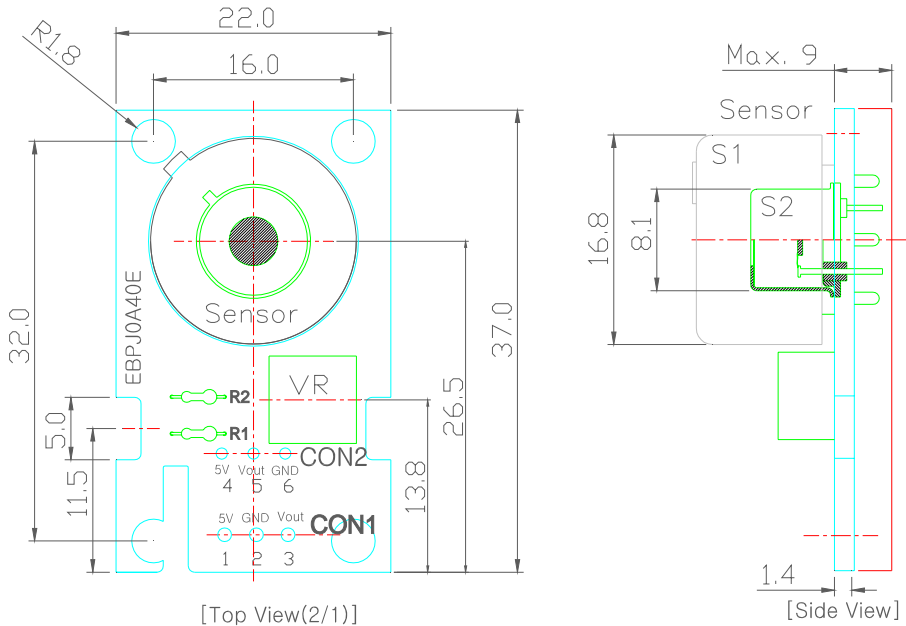 22.0
R1.8
16.0
Max. 9
Sensor
S1
S2
16.8
8.1
EBPJ0A40E
Sensor
32.0
37.0
VR
R2
26.5
5.0
R1
CON2
5V Vout GND
4 5 6
13.8
11.5
5V GND Vout CON1
1 2 3
1.4
[Top View(2/1)]
[Side View]